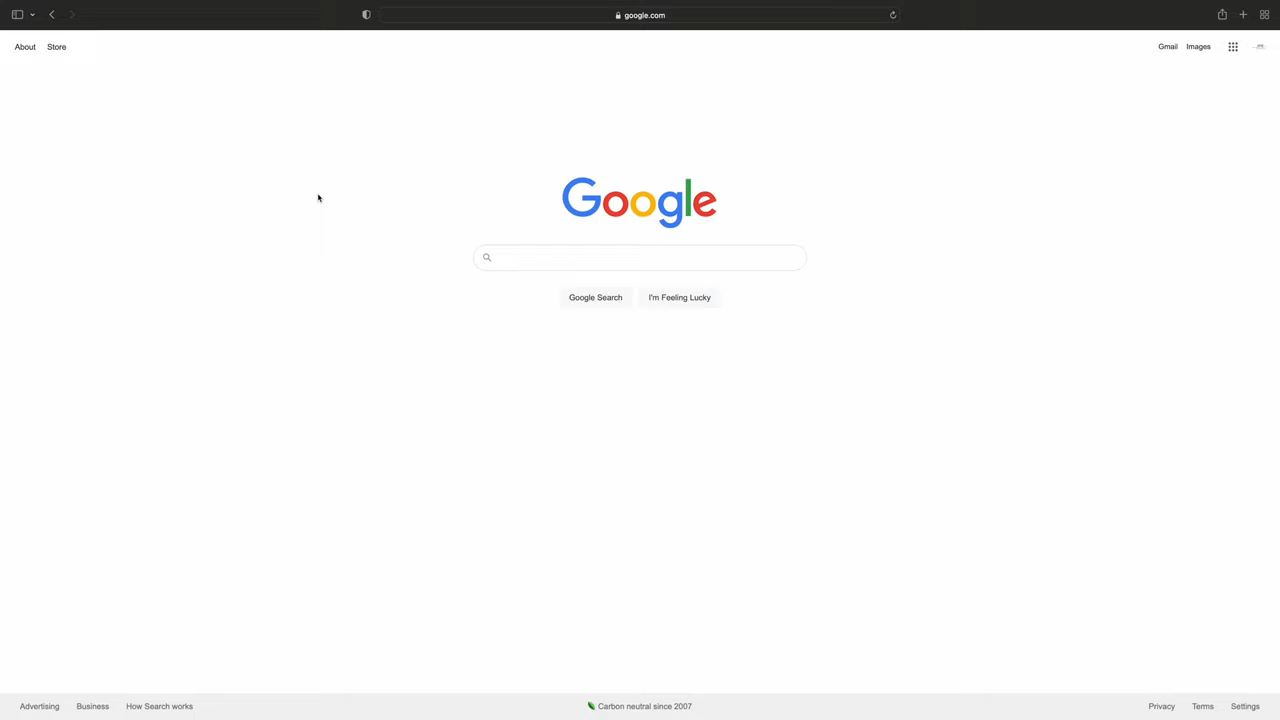 google.com
About Store
Gmail Images
Google
Google Search I'm Feeling Lucky
Advertising Business How Search works
Carbon neutral since 2007
Privacy Terms Settings